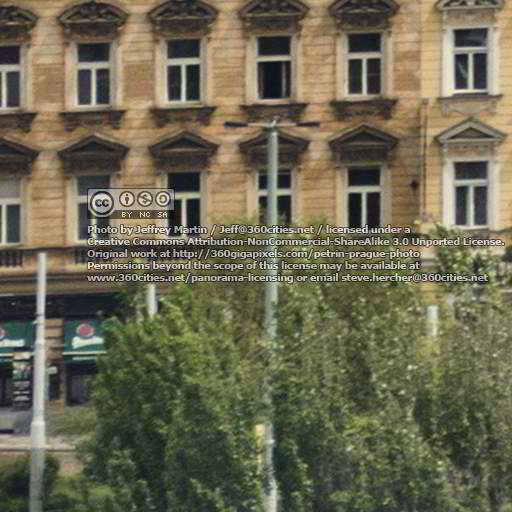 CC BY NC SA
Photo by Jeffrey Martin / Jeff@360cities.net / licensed under a
Creative Commons Attribution-NonCommercial-ShareAlike 3.0 Unported License.
Original work at http://360gigapixels.com/petrin-prague-photo
Permissions beyond the scope of this license may be available at
www.360cities.net/panorama-licensing or email steve.hercher@360cities.net